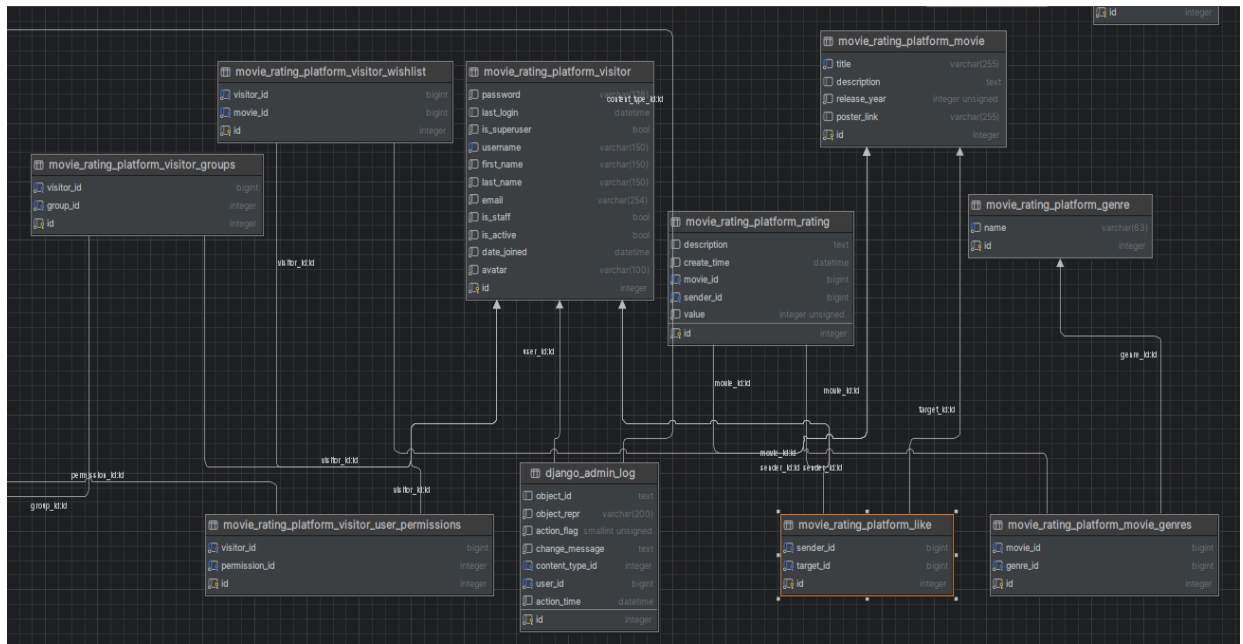 id integer
movie_rating_platform_movie
title varchar(255)
description text
release_year integer unsigned
poster_link varchar(255)
id integer
movie_rating_platform_visitor_wishlist
visitor_id bigint
movie_id bigint
id integer
movie_rating_platform_visitor
password varchar(128)
last_login datetime
is_superuser bool
username varchar(150)
first_name varchar(150)
last_name varchar(150)
email varchar(254)
is_staff bool
is_active bool
date_joined datetime
avatar varchar(100)
id integer
content_type_id:id
movie_rating_platform_visitor_groups
visitor_id bigint
group_id integer
id integer
movie_rating_platform_genre
name varchar(63)
id integer
movie_rating_platform_rating
description text
create_time datetime
movie_id bigint
sender_id bigint
value integer unsigned
id integer
visitor_id:id
user_id:id
genre_id:id
movie_id:id
movie_id:id
target_id:id
movie_id:id
visitor_id:id
sender_id:id sender_id:id
permission_id:id
visitor_id:id
group_id:id
django_admin_log
object_id text
object_repr varchar(200)
action_flag smallint unsigned
change_message text
content_type_id integer
user_id bigint
action_time datetime
id integer
movie_rating_platform_visitor_user_permissions
visitor_id bigint
permission_id integer
id integer
movie_rating_platform_like
sender_id bigint
target_id bigint
id integer
movie_rating_platform_movie_genres
movie_id bigint
genre_id bigint
id integer